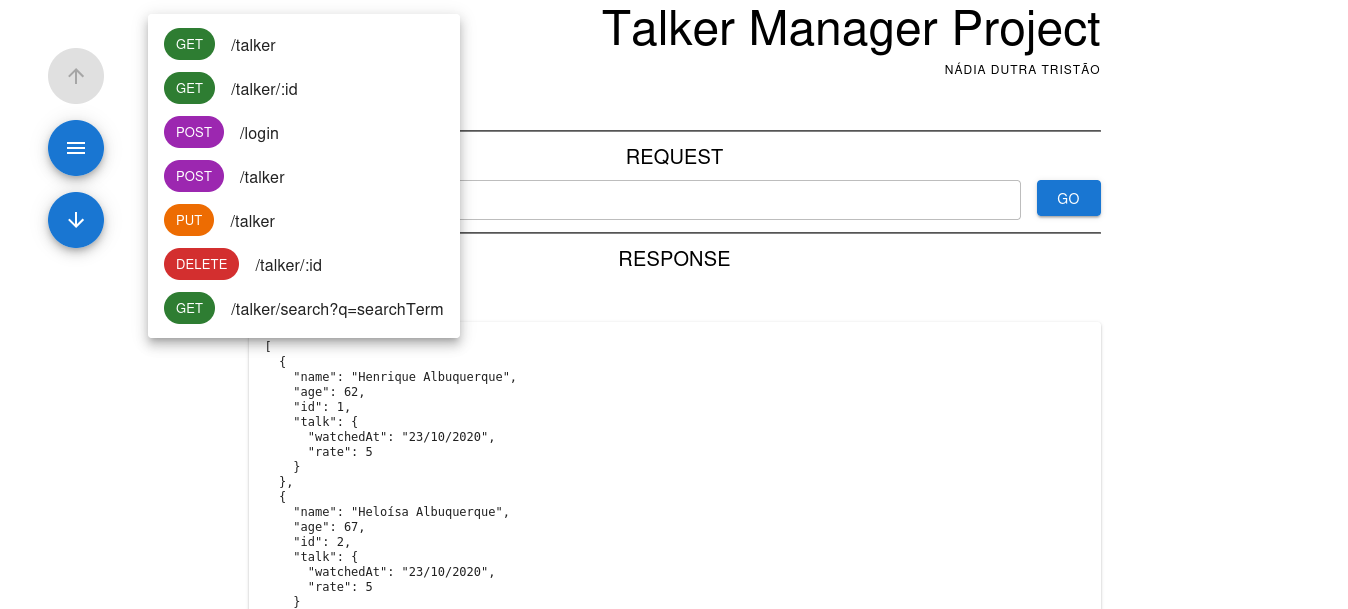 Talker Manager Project
NÁDIA DUTRA TRISTÃO
GET /talker
GET /talker/:id
POST /login
POST /talker
PUT /talker
DELETE /talker/:id
GET /talker/search?q=searchTerm
REQUEST
GO
RESPONSE
[
  {
    "name": "Henrique Albuquerque",
    "age": 62,
    "id": 1,
    "talk": {
      "watchedAt": "23/10/2020",
      "rate": 5
    }
  },
  {
    "name": "Heloísa Albuquerque",
    "age": 67,
    "id": 2,
    "talk": {
      "watchedAt": "23/10/2020",
      "rate": 5
    }